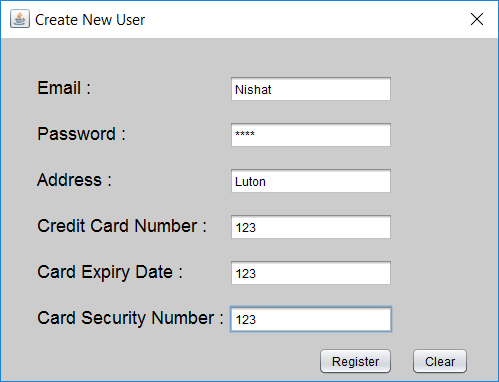 Create New User
Email : Nishat
Password : ****
Address : Luton
Credit Card Number : 123
Card Expiry Date : 123
Card Security Number : 123
Register Clear